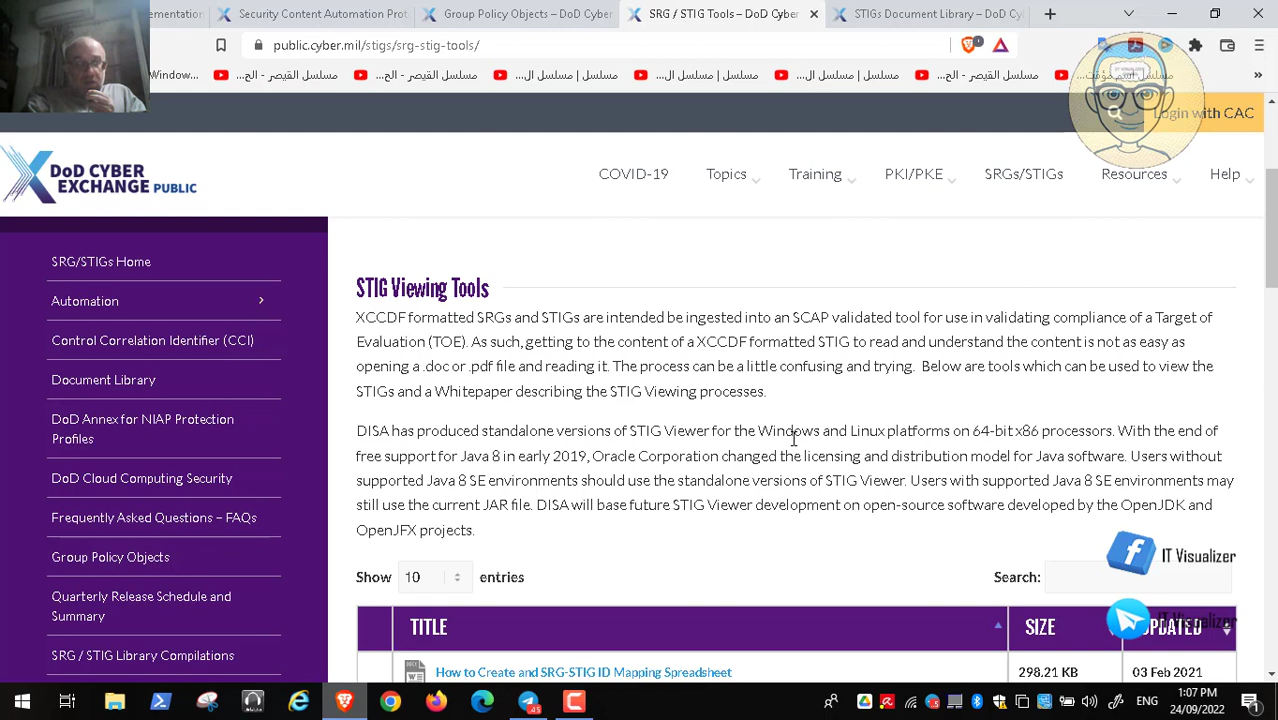 ementation
Security Content Automation Prot
Group Policy Objects – DoD Cyber
SRG / STIG Tools – DoD Cyber
STIGs Document Library – DoD Cy
public.cyber.mil/stigs/srg-stig-tools/
Window...
مسلسل القيصر - الح...
مسلسل القيصر - الح...
مسلسل | مسلسل ال...
مسلسل | مسلسل ال...
مسلسل القيصر - الح...
مسلسل اسم مؤقت...
Login with CAC
DoD CYBER
EXCHANGE PUBLIC
COVID-19
Topics
Training
PKI/PKE
SRGs/STIGs
Resources
Help
SRG/STIGs Home
Automation
Control Correlation Identifier (CCI)
Document Library
DoD Annex for NIAP Protection
Profiles
DoD Cloud Computing Security
Frequently Asked Questions – FAQs
Group Policy Objects
Quarterly Release Schedule and
Summary
SRG / STIG Library Compilations
STIG Viewing Tools
XCCDF formatted SRGs and STIGs are intended be ingested into an SCAP validated tool for use in validating compliance of a Target of
Evaluation (TOE). As such, getting to the content of a XCCDF formatted STIG to read and understand the content is not as easy as
opening a .doc or .pdf file and reading it. The process can be a little confusing and trying. Below are tools which can be used to view the
STIGs and a Whitepaper describing the STIG Viewing processes.
DISA has produced standalone versions of STIG Viewer for the Windows and Linux platforms on 64-bit x86 processors. With the end of
free support for Java 8 in early 2019, Oracle Corporation changed the licensing and distribution model for Java software. Users without
supported Java 8 SE environments should use the standalone versions of STIG Viewer. Users with supported Java 8 SE environments may
still use the current JAR file. DISA will base future STIG Viewer development on open-source software developed by the OpenJDK and
OpenJFX projects.
Show 10 entries
Search:
TITLE
SIZE
UPDATED
How to Create and SRG-STIG ID Mapping Spreadsheet
298.21 KB
03 Feb 2021
IT Visualizer
IT Visualizer
ENG
1:07 PM
24/09/2022